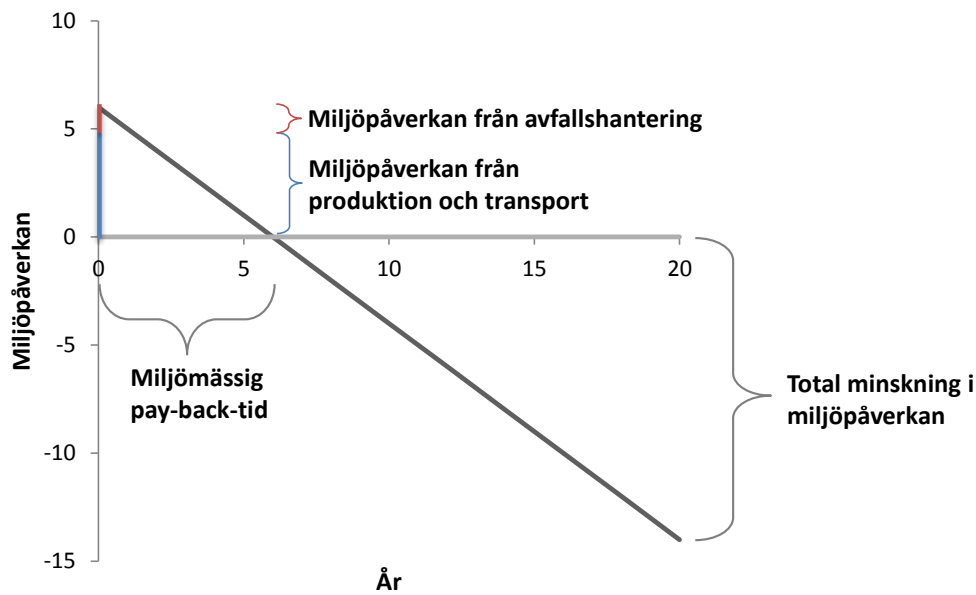 10
Miljöpåverkan från avfallshantering
5
Miljöpåverkan från
produktion och transport
0
0
5
10
15
20
Miljöpåverkan
-5
Miljömässig
pay-back-tid
Total minskning i
miljöpåverkan
-10
-15
År